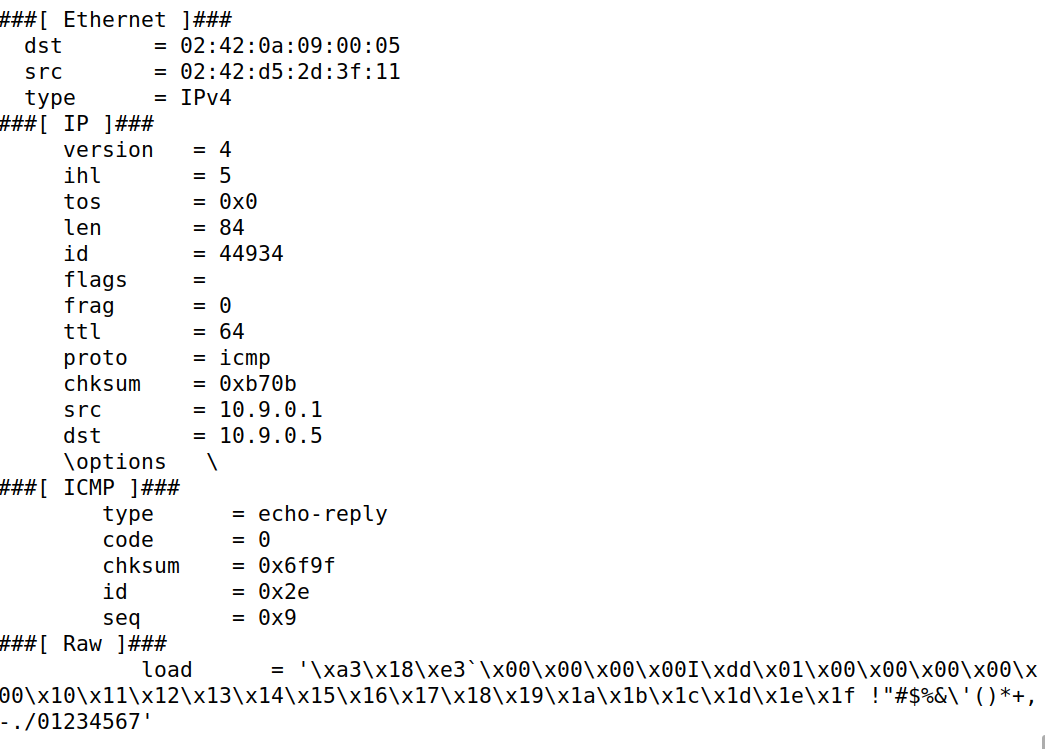 ###[ Ethernet ]###
  dst       = 02:42:0a:09:00:05
  src       = 02:42:d5:2d:3f:11
  type      = IPv4
###[ IP ]###
     version   = 4
     ihl       = 5
     tos       = 0x0
     len       = 84
     id        = 44934
     flags     =
     frag      = 0
     ttl       = 64
     proto     = icmp
     chksum    = 0xb70b
     src       = 10.9.0.1
     dst       = 10.9.0.5
     \options   \
###[ ICMP ]###
        type      = echo-reply
        code      = 0
        chksum    = 0x6f9f
        id        = 0x2e
        seq       = 0x9
###[ Raw ]###
           load      = '\xa3\x18\xe3`\x00\x00\x00\x00I\xdd\x01\x00\x00\x00\x00\x
00\x10\x11\x12\x13\x14\x15\x16\x17\x18\x19\x1a\x1b\x1c\x1d\x1e\x1f !"#$%&\'()*+,
-./01234567'